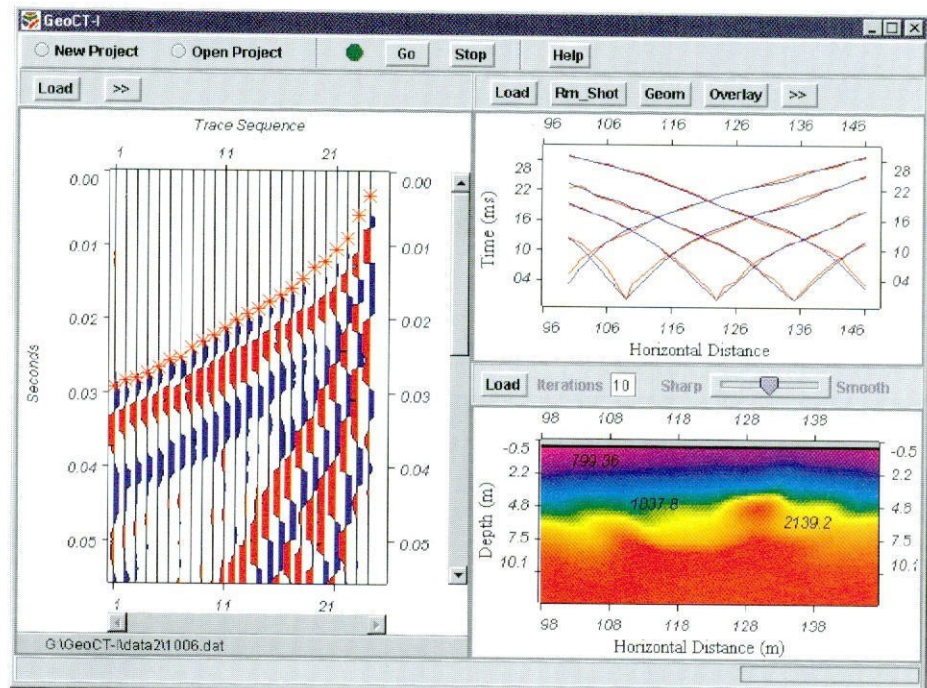 GeoCT-I
New Project Open Project Go Stop Help
Load >>
Trace Sequence
1 11 21
0.00 0.00
0.01 0.01
0.02 0.02
0.03 0.03
0.04 0.04
0.05 0.05
Seconds
1 11 21
G:\GeoCT-I\data2\1006.dat
Load Rm_Shot Geom Overlay >>
96 106 116 126 136 146
28 28
22 22
16 16
10 10
04 04
Time (ms)
96 106 116 126 136 146
Horizontal Distance
Load Iterations 10 Sharp Smooth
98 108 118 128 138
-0.5 -0.5
799.36
2.2 2.2
1037.8
4.8 4.8
2139.2
7.5 7.5
10.1 10.1
Depth (m)
98 108 118 128 138
Horizontal Distance (m)